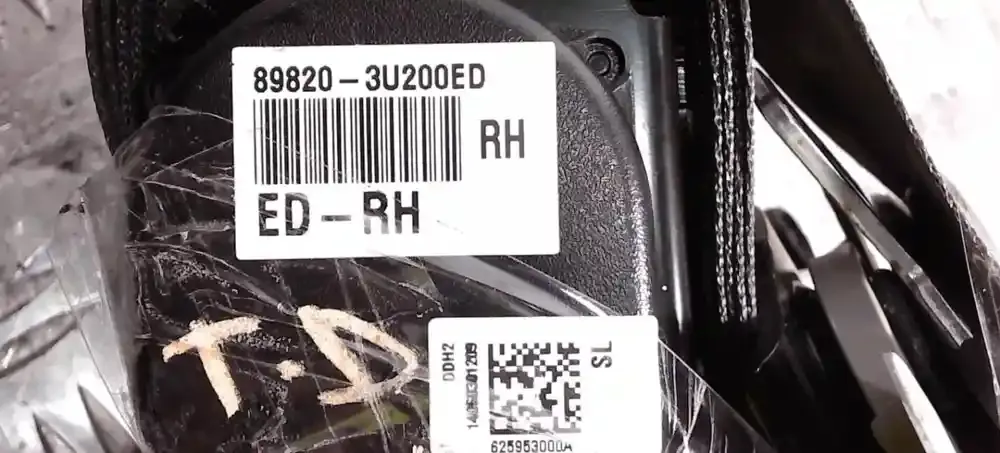 89820-3U200ED
RH
ED-RH
T.D
DDH2
SL
625953000A